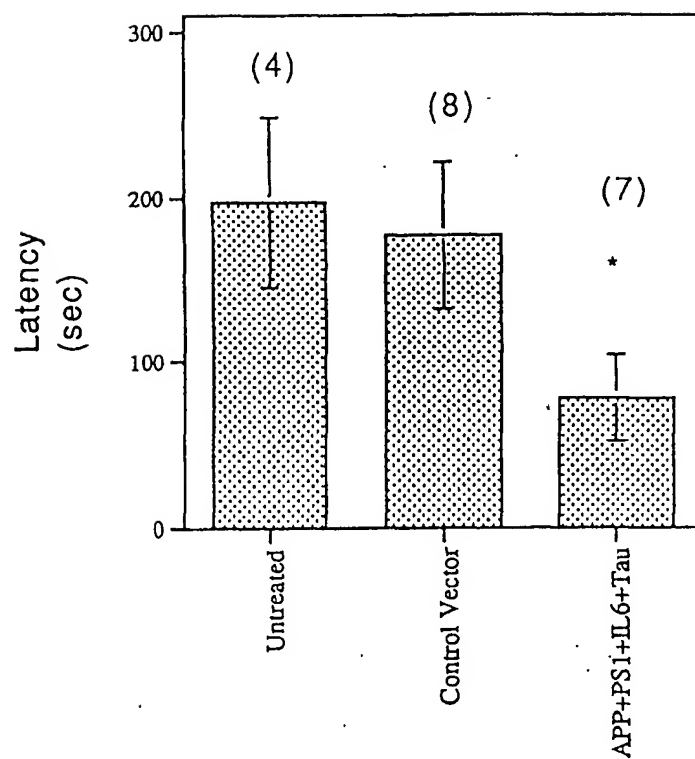 300
(4)
(8)
200
(7)
*
Latency
(sec)
100
0
Untreated
Control Vector
APP+PS1+IL6+Tau